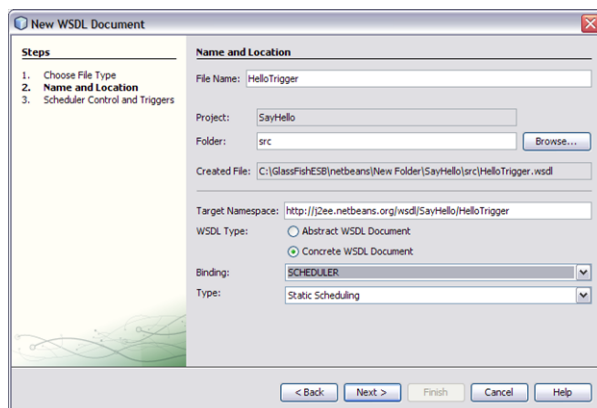 New WSDL Document
Steps
1. Choose File Type
2. Name and Location
3. Scheduler Control and Triggers
Name and Location
File Name: HelloTrigger
Project: SayHello
Folder: src Browse...
Created File: C:\GlassFishESB\netbeans\New Folder\SayHello\src\HelloTrigger.wsdl
Target Namespace: http://j2ee.netbeans.org/wsdl/SayHello/HelloTrigger
WSDL Type: Abstract WSDL Document
Concrete WSDL Document
Binding: SCHEDULER
Type: Static Scheduling
< Back Next > Finish Cancel Help